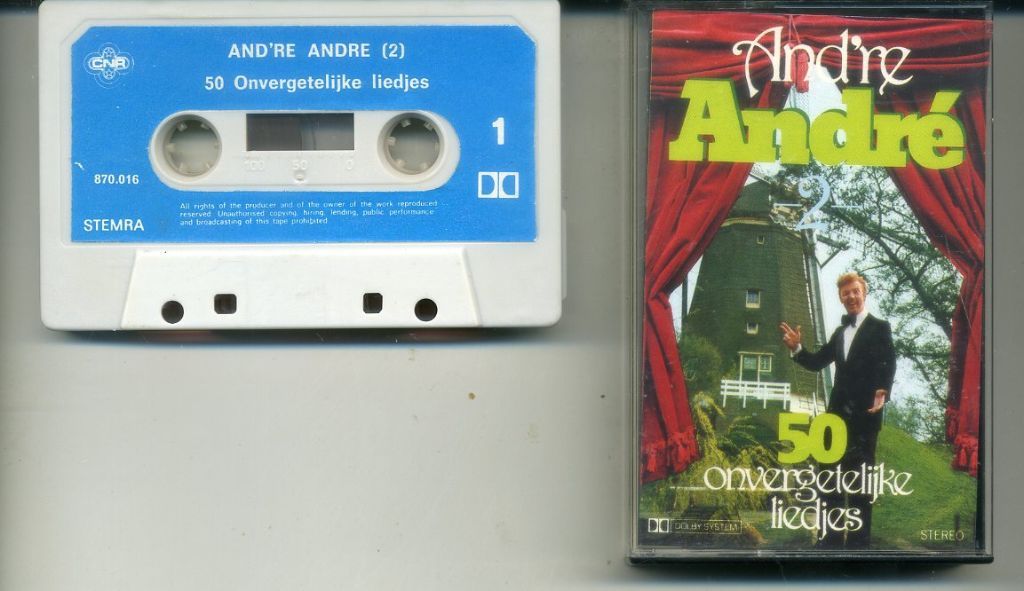 CNR
AND'RE ANDRE (2)
50 Onvergetelijke liedjes
1
100 50 0
870.016
STEMRA
All rights of the producer and of the owner of the work reproduced
reserved. Unauthorised copying, hiring, lending, public performance
and broadcasting of this tape prohibited.
And're
André
2
50
onvergetelijke
liedjes
DOLBY SYSTEM
STEREO